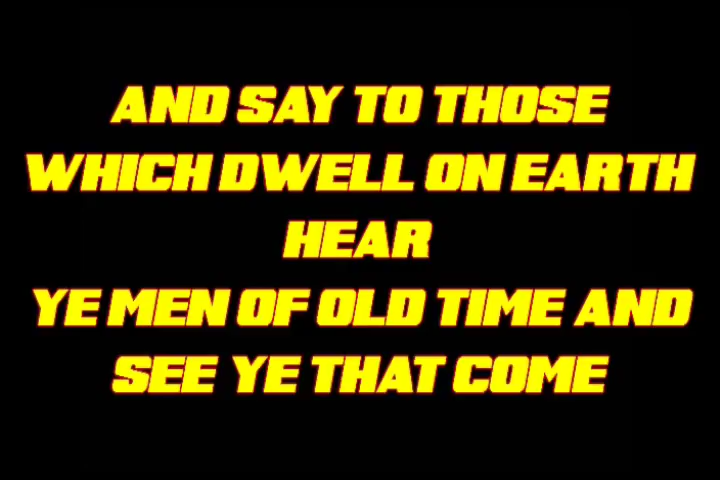 AND SAY TO THOSE
WHICH DWELL ON EARTH
HEAR
YE MEN OF OLD TIME AND
SEE YE THAT COME